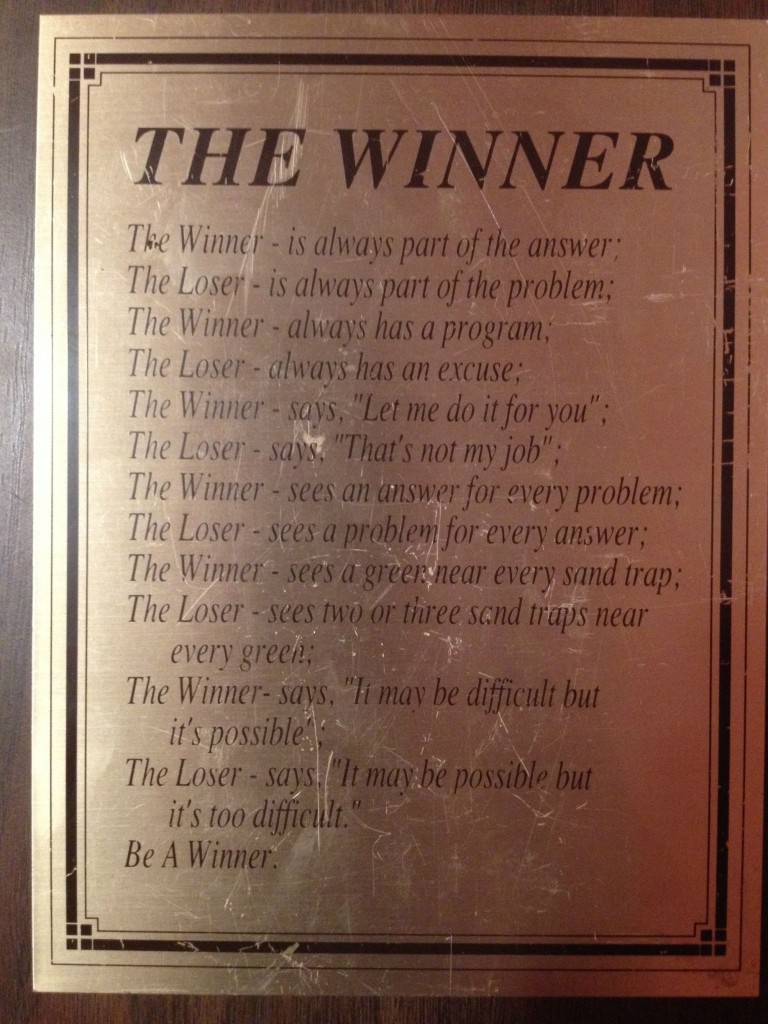 THE WINNER
The Winner - is always part of the answer;
The Loser - is always part of the problem;
The Winner - always has a program;
The Loser - always has an excuse;
The Winner - says, "Let me do it for you";
The Loser - says, "That's not my job";
The Winner - sees an answer for every problem;
The Loser - sees a problem for every answer;
The Winner - sees a green near every sand trap;
The Loser - sees two or three sand traps near
every green;
The Winner- says, "It may be difficult but
it's possible";
The Loser - says, "It may be possible but
it's too difficult."
Be A Winner.